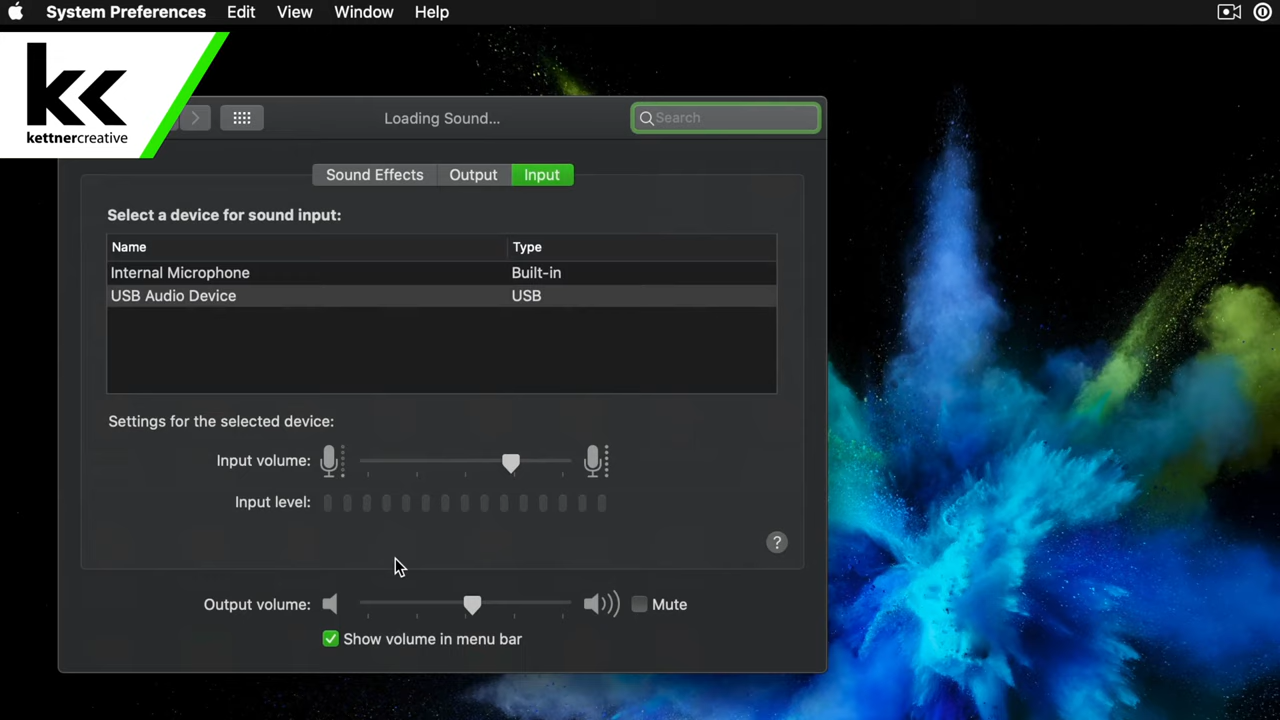 System Preferences Edit View Window Help
kc
kettnercreative
Loading Sound...
Search
Sound Effects Output Input
Select a device for sound input:
Name Type
Internal Microphone Built-in
USB Audio Device USB
Settings for the selected device:
Input volume:
Input level:
?
Output volume: Mute
Show volume in menu bar